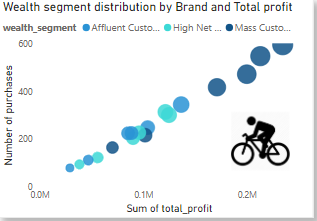 Wealth segment distribution by Brand and Total profit
wealth_segment Affluent Custo... High Net ... Mass Custo...
600
400
200
0
Number of purchases
0.0M 0.1M 0.2M
Sum of total_profit